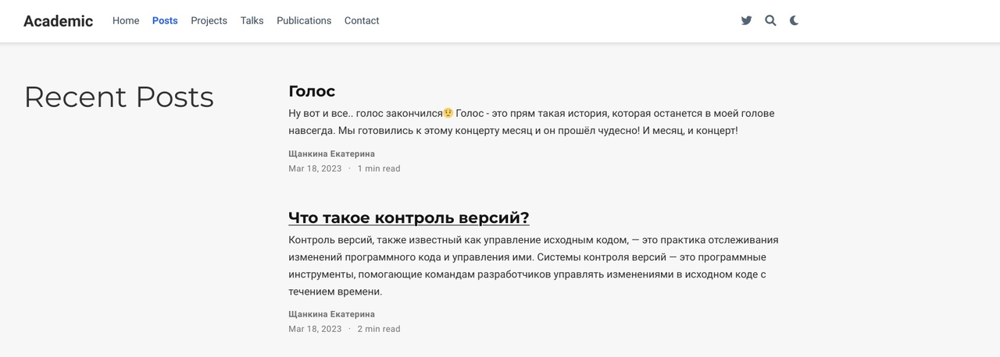 Academic Home Posts Projects Talks Publications Contact
Recent Posts
Голос
Ну вот и все.. голос закончился😢 Голос - это прям такая история, которая останется в моей голове
навсегда. Мы готовились к этому концерту месяц и он прошёл чудесно! И месяц, и концерт!
Щанкина Екатерина
Mar 18, 2023 · 1 min read
Что такое контроль версий?
Контроль версий, также известный как управление исходным кодом, — это практика отслеживания
изменений программного кода и управления ими. Системы контроля версий — это программные
инструменты, помогающие командам разработчиков управлять изменениями в исходном коде с
течением времени.
Щанкина Екатерина
Mar 18, 2023 · 2 min read